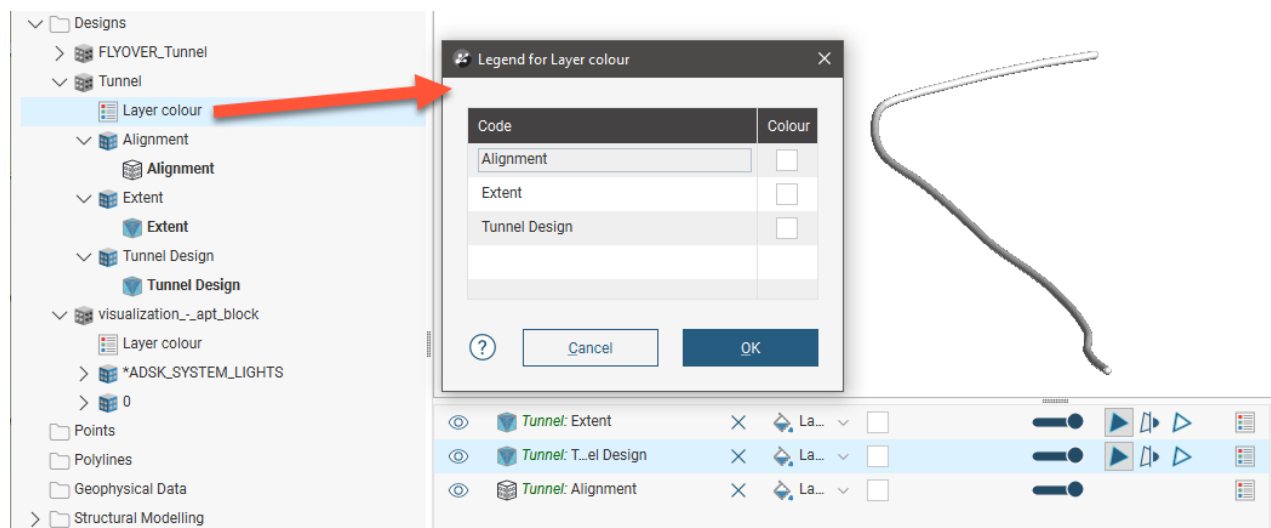 Designs
FLYOVER_Tunnel
Tunnel
Layer colour
Alignment
Alignment
Extent
Extent
Tunnel Design
Tunnel Design
visualization_-_apt_block
Layer colour
*ADSK_SYSTEM_LIGHTS
0
Points
Polylines
Geophysical Data
Structural Modelling
Legend for Layer colour
Code Colour
Alignment
Extent
Tunnel Design
? Cancel OK
Tunnel: Extent La...
Tunnel: T...el Design La...
Tunnel: Alignment La...